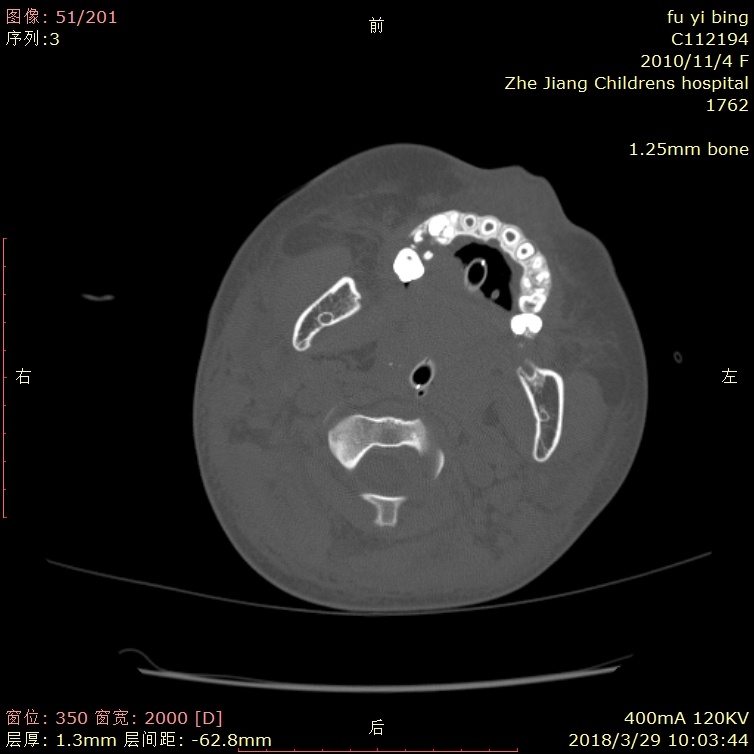 图像: 51/201
序列:3
前
fu yi bing
C112194
2010/11/4 F
Zhe Jiang Childrens hospital
1762
1.25mm bone
右
左
窗位: 350 窗宽: 2000 [D]
层厚: 1.3mm 层间距: -62.8mm
后
400mA 120KV
2018/3/29 10:03:44